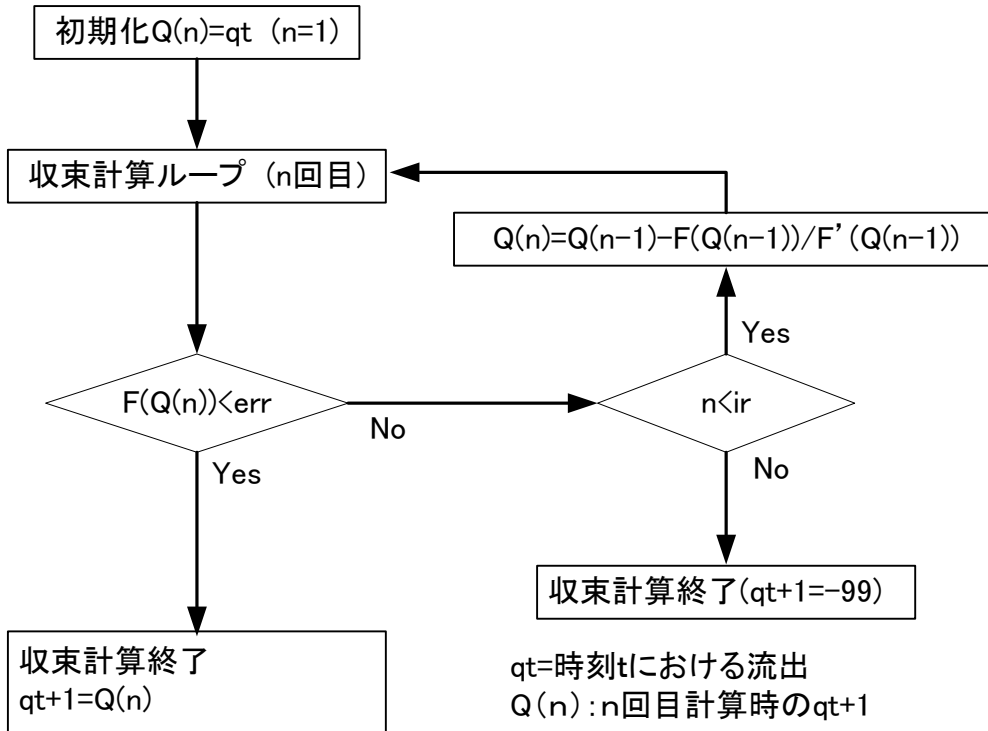 初期化Q(n)=qt (n=1)
収束計算ループ (n回目)
Q(n)=Q(n-1)-F(Q(n-1))/F’(Q(n-1))
Yes
F(Q(n))<err
n<ir
No
Yes
No
収束計算終了(qt+1=-99)
収束計算終了
qt+1=Q(n)
qt=時刻tにおける流出
Q(n):n回目計算時のqt+1